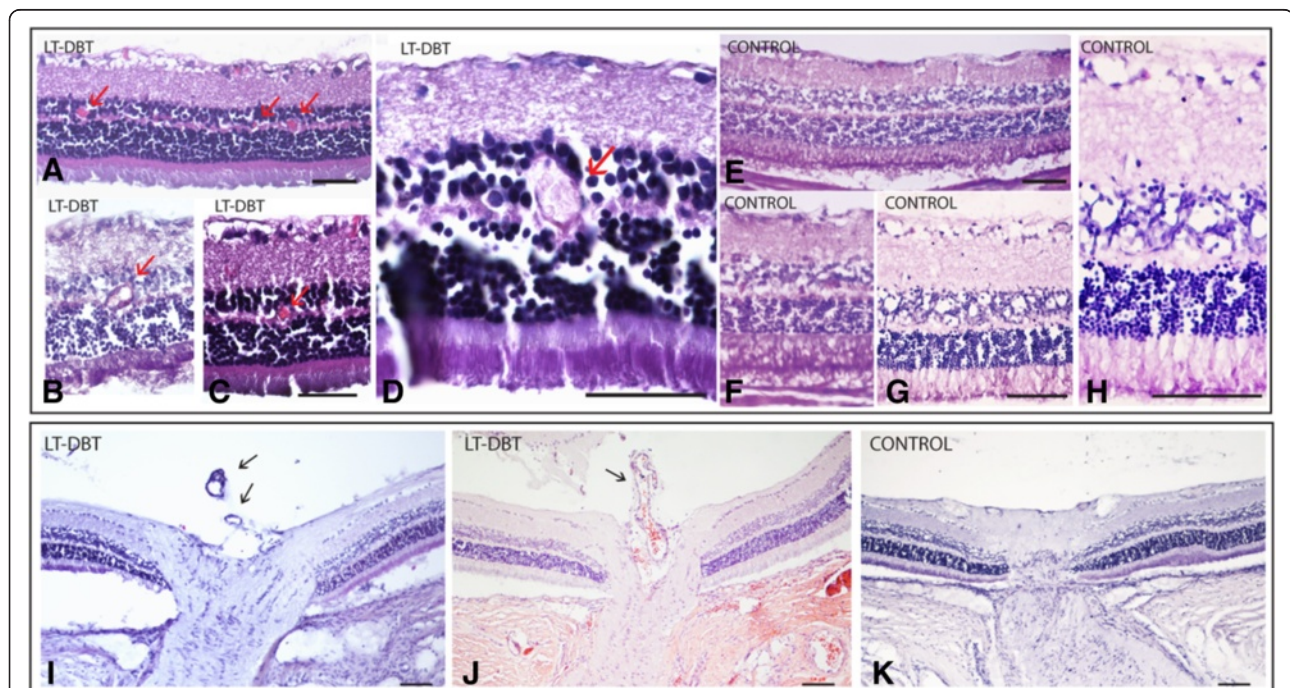 LT-DBT
A
LT-DBT
B
LT-DBT
C
LT-DBT
D
CONTROL
E
CONTROL
F
CONTROL
G
CONTROL
H
LT-DBT
I
LT-DBT
J
CONTROL
K